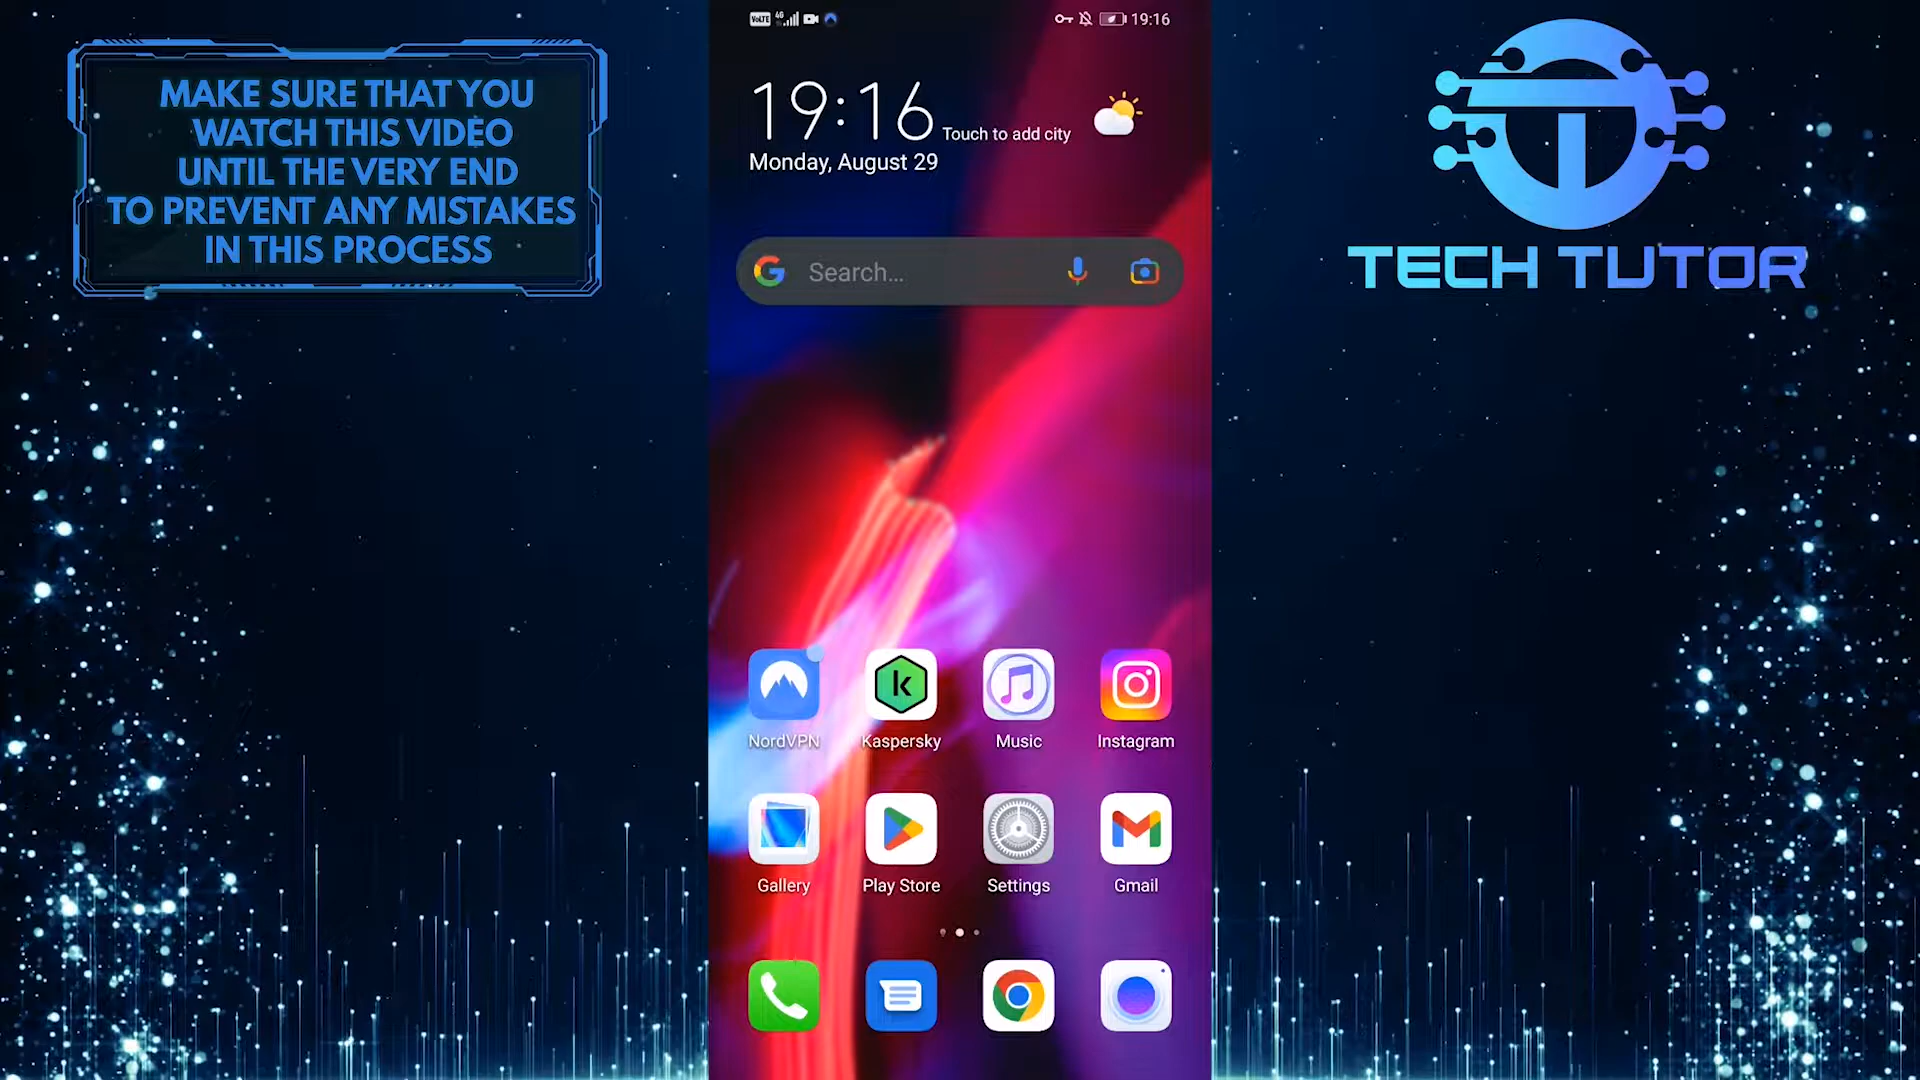 MAKE SURE THAT YOU
WATCH THIS VIDEO
UNTIL THE VERY END
TO PREVENT ANY MISTAKES
IN THIS PROCESS
VoLTE 4G 19:16
19:16 Touch to add city
Monday, August 29
Search...
NordVPN Kaspersky Music Instagram
Gallery Play Store Settings Gmail
TECH TUTOR